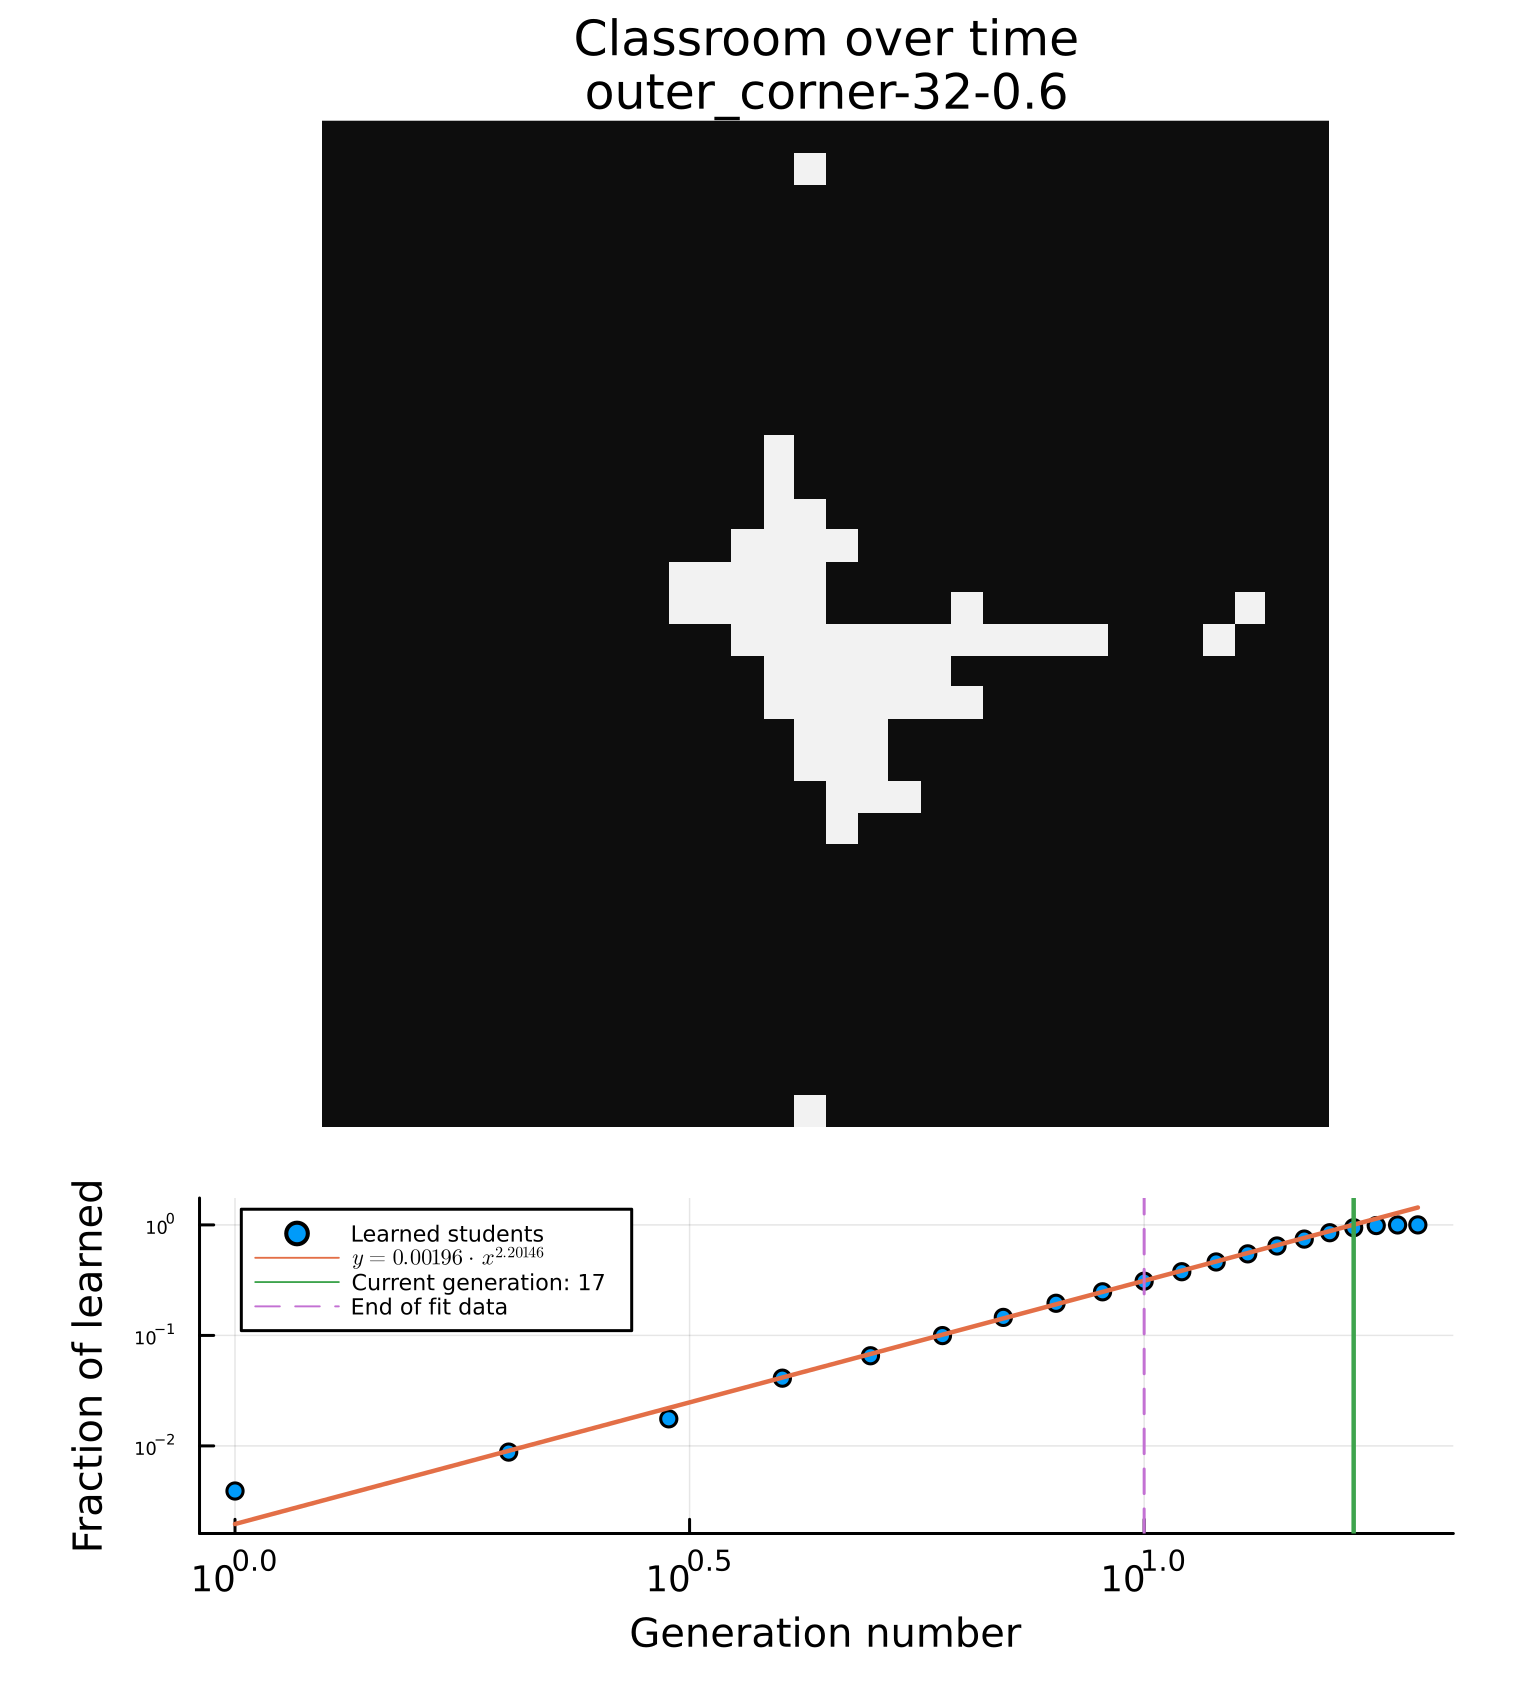 Classroom over time
outer_corner-32-0.6
Fraction of learned
10^0
10^−1
10^−2
Learned students
y = 0.00196 · x^2.20146
Current generation: 17
End of fit data
10^0.0 10^0.5 10^1.0
Generation number